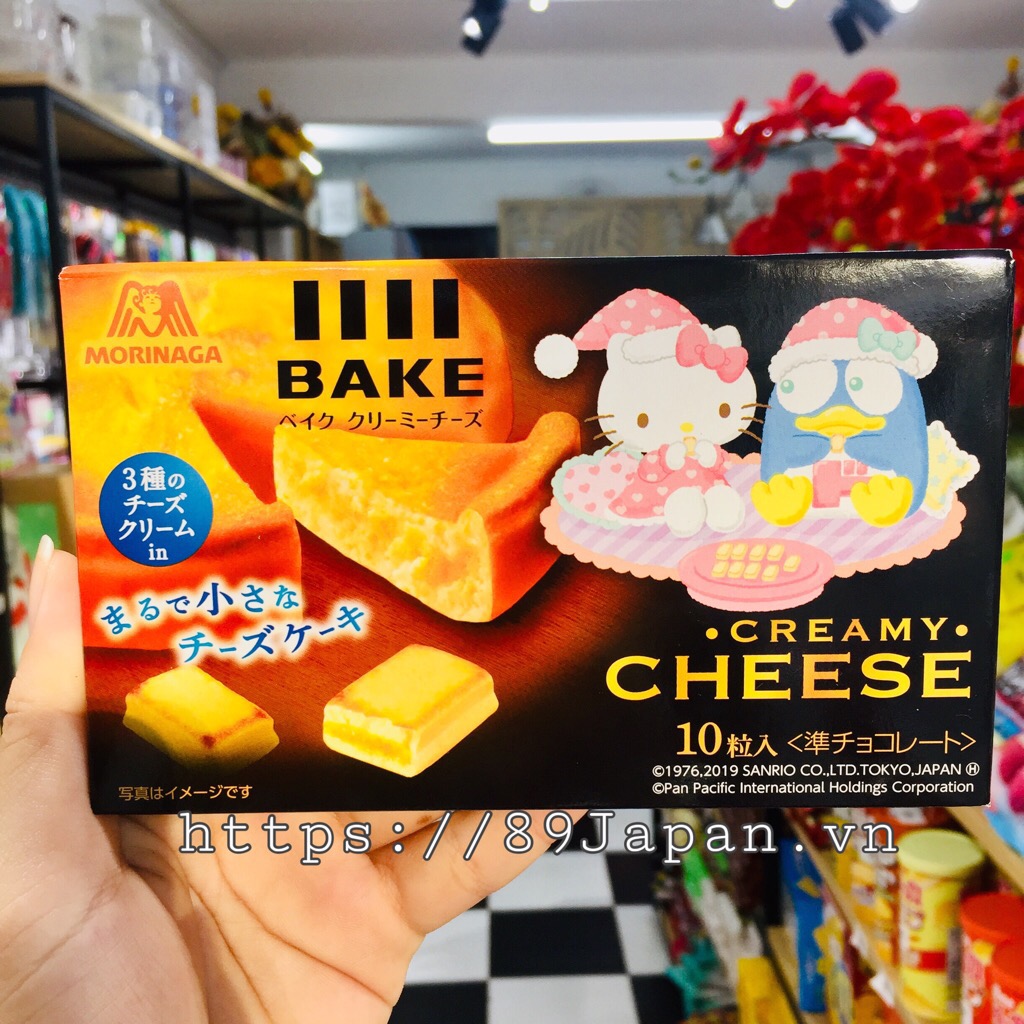 MORINAGA
BAKE
ベイク クリーミーチーズ
3種の
チーズ
クリーム
in
まるで小さな
チーズケーキ
・CREAMY・
CHEESE
10粒入 <準チョコレート>
©1976,2019 SANRIO CO.,LTD.TOKYO,JAPAN Ⓗ
©Pan Pacific International Holdings Corporation
写真はイメージです
https://89Japan.vn